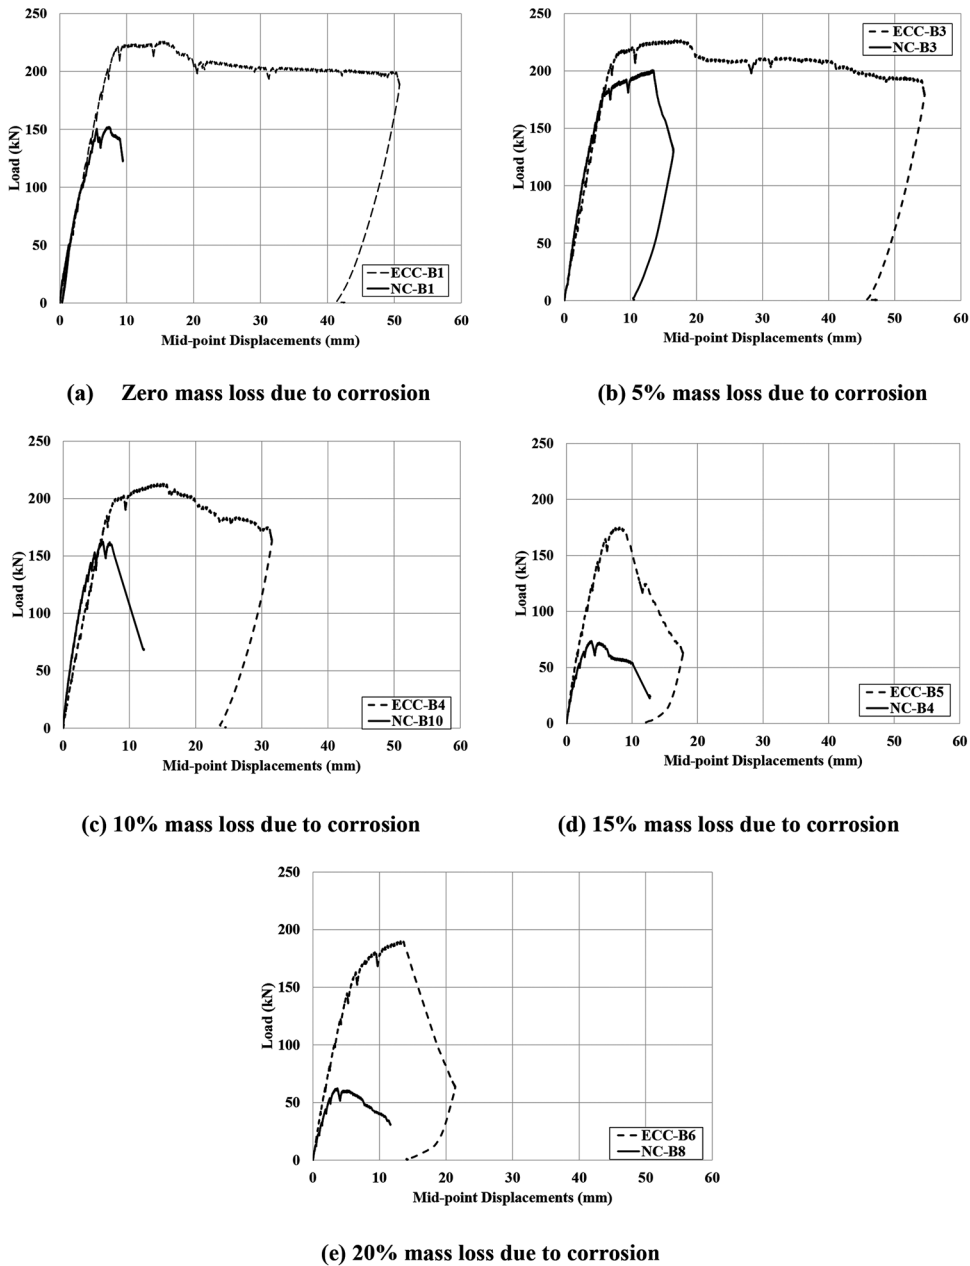 250
200
150
100
50
0
Load (kN)
ECC-B1
NC-B1
0 10 20 30 40 50 60
Mid-point Displacements (mm)
(a) Zero mass loss due to corrosion
250
200
150
100
50
0
Load (kN)
ECC-B3
NC-B3
0 10 20 30 40 50 60
Mid-point Displacements (mm)
(b) 5% mass loss due to corrosion
250
200
150
100
50
0
Load (kN)
ECC-B4
NC-B10
0 10 20 30 40 50 60
Mid-point Displacements (mm)
(c) 10% mass loss due to corrosion
250
200
150
100
50
0
Load (kN)
ECC-B5
NC-B4
0 10 20 30 40 50 60
Mid-point Displacements (mm)
(d) 15% mass loss due to corrosion
250
200
150
100
50
0
Load (kN)
ECC-B6
NC-B8
0 10 20 30 40 50 60
Mid-point Displacements (mm)
(e) 20% mass loss due to corrosion